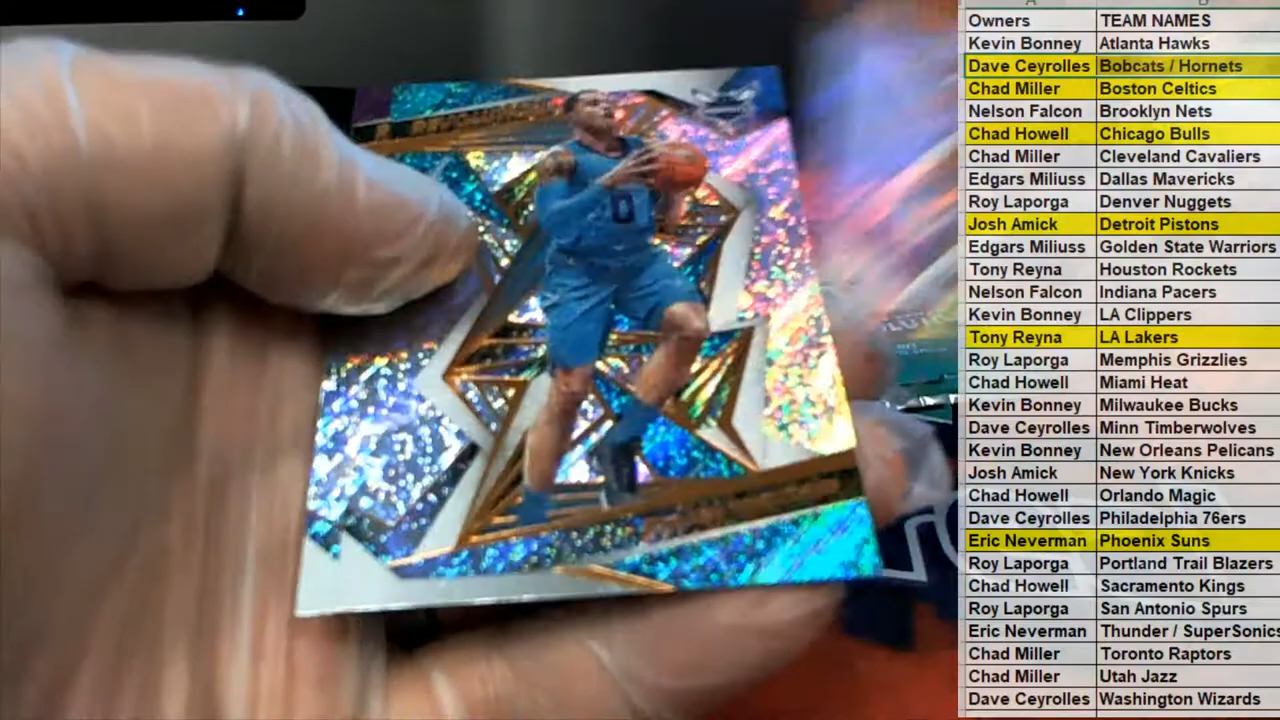 Owners TEAM NAMES
Kevin Bonney Atlanta Hawks
Dave Ceyrolles Bobcats / Hornets
Chad Miller Boston Celtics
Nelson Falcon Brooklyn Nets
Chad Howell Chicago Bulls
Chad Miller Cleveland Cavaliers
Edgars Miliuss Dallas Mavericks
Roy Laporga Denver Nuggets
Josh Amick Detroit Pistons
Edgars Miliuss Golden State Warriors
Tony Reyna Houston Rockets
Nelson Falcon Indiana Pacers
Kevin Bonney LA Clippers
Tony Reyna LA Lakers
Roy Laporga Memphis Grizzlies
Chad Howell Miami Heat
Kevin Bonney Milwaukee Bucks
Dave Ceyrolles Minn Timberwolves
Kevin Bonney New Orleans Pelicans
Josh Amick New York Knicks
Chad Howell Orlando Magic
Dave Ceyrolles Philadelphia 76ers
Eric Neverman Phoenix Suns
Roy Laporga Portland Trail Blazers
Chad Howell Sacramento Kings
Roy Laporga San Antonio Spurs
Eric Neverman Thunder / SuperSonics
Chad Miller Toronto Raptors
Chad Miller Utah Jazz
Dave Ceyrolles Washington Wizards
0